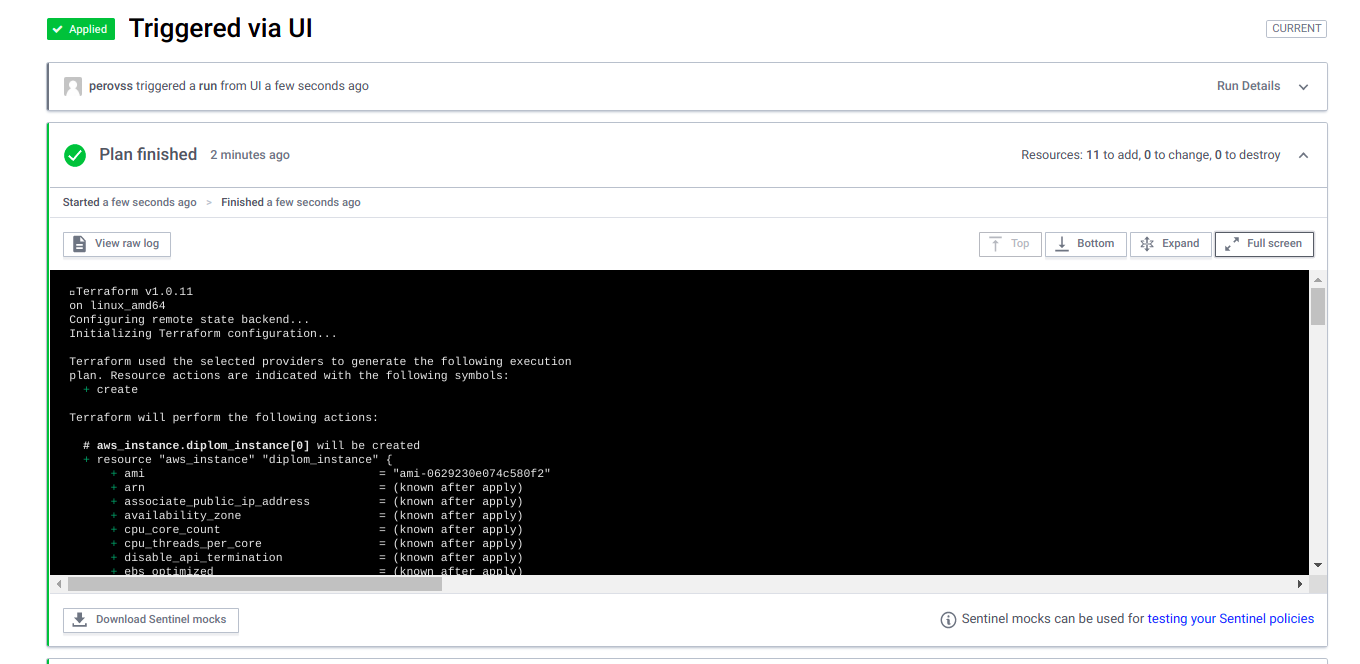 Applied Triggered via UI CURRENT
perovss triggered a run from UI a few seconds ago Run Details
Plan finished 2 minutes ago Resources: 11 to add, 0 to change, 0 to destroy
Started a few seconds ago > Finished a few seconds ago
View raw log Top Bottom Expand Full screen
Terraform v1.0.11
on linux_amd64
Configuring remote state backend...
Initializing Terraform configuration...
Terraform used the selected providers to generate the following execution
plan. Resource actions are indicated with the following symbols:
+ create
Terraform will perform the following actions:
# aws_instance.diplom_instance[0] will be created
+ resource "aws_instance" "diplom_instance" {
+ ami = "ami-0629230e074c580f2"
+ arn = (known after apply)
+ associate_public_ip_address = (known after apply)
+ availability_zone = (known after apply)
+ cpu_core_count = (known after apply)
+ cpu_threads_per_core = (known after apply)
+ disable_api_termination = (known after apply)
+ ebs_optimized = (known after apply)
Download Sentinel mocks Sentinel mocks can be used for testing your Sentinel policies